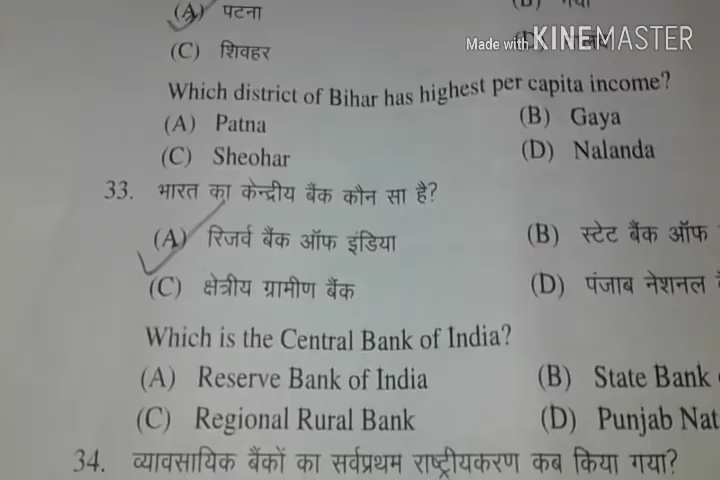 (A) पटना
(C) शिवहर
Made with KINEMASTER
Which district of Bihar has highest per capita income?
(A) Patna (B) Gaya
(C) Sheohar (D) Nalanda
33. भारत का केन्द्रीय बैंक कौन सा है?
(A) रिजर्व बैंक ऑफ इंडिया (B) स्टेट बैंक ऑफ
(C) क्षेत्रीय ग्रामीण बैंक (D) पंजाब नेशनल
Which is the Central Bank of India?
(A) Reserve Bank of India (B) State Bank
(C) Regional Rural Bank (D) Punjab Nat
34. व्यावसायिक बैंकों का सर्वप्रथम राष्ट्रीयकरण कब किया गया?